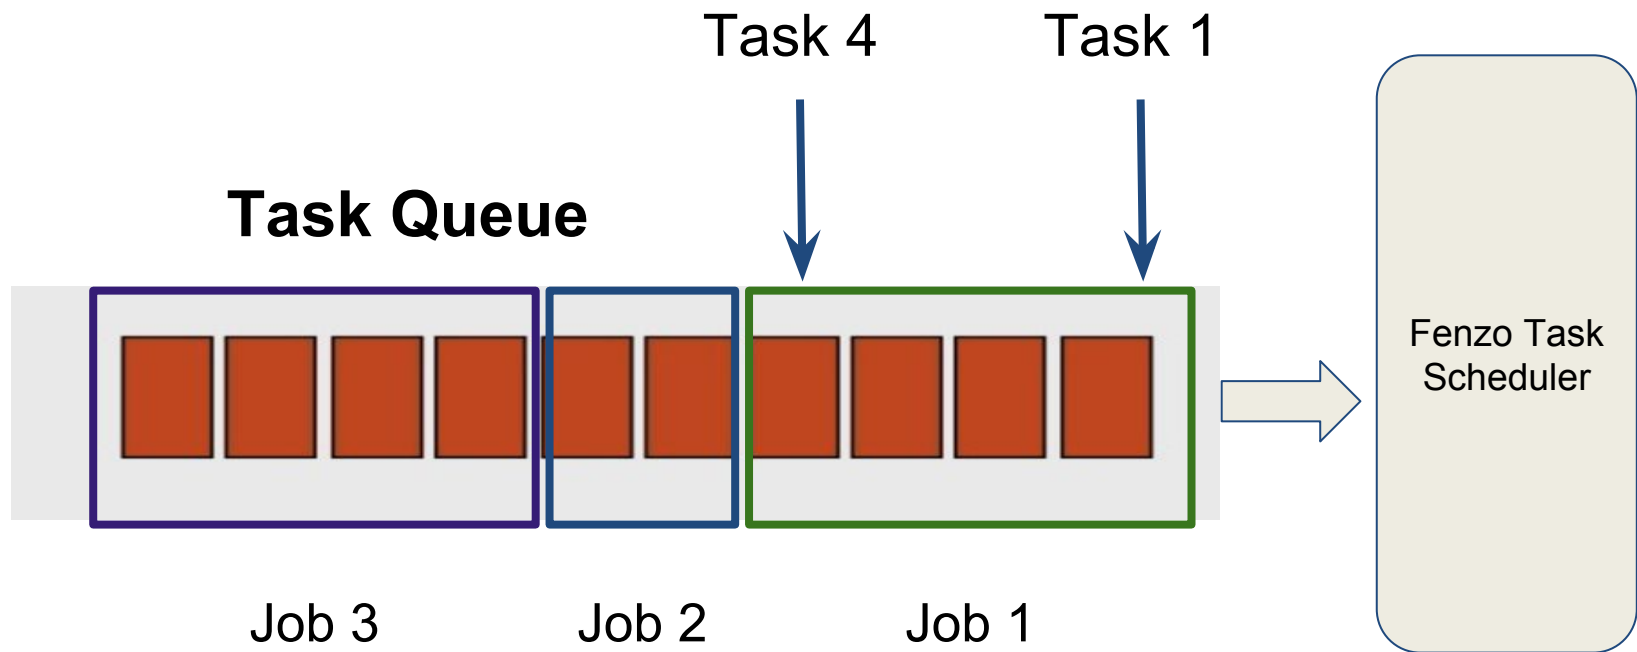 Task 4
Task 1
Task Queue
Fenzo Task
Scheduler
Job 3
Job 2
Job 1